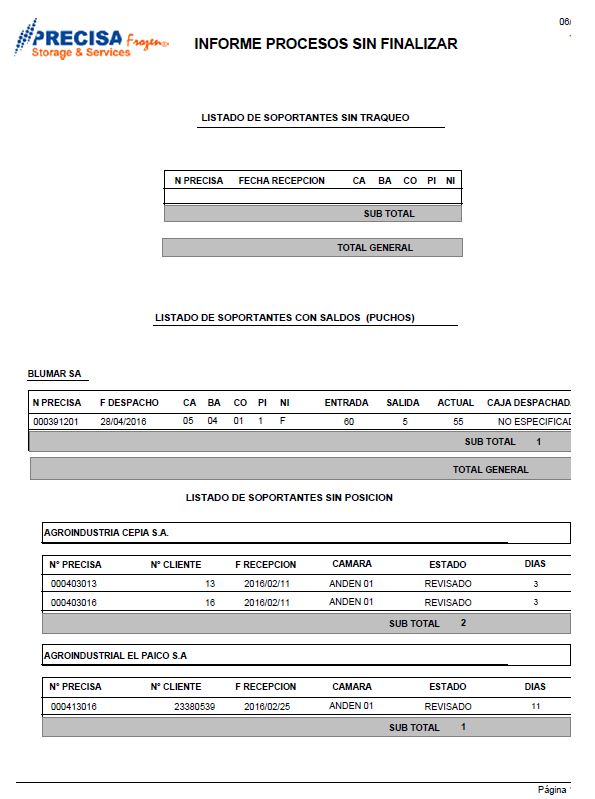 PRECISA Frozen
Storage & Services
06/
INFORME PROCESOS SIN FINALIZAR
LISTADO DE SOPORTANTES SIN TRAQUEO
N PRECISA FECHA RECEPCION CA BA CO PI NI
SUB TOTAL
TOTAL GENERAL
LISTADO DE SOPORTANTES CON SALDOS (PUCHOS)
BLUMAR SA
N PRECISA F DESPACHO CA BA CO PI NI ENTRADA SALIDA ACTUAL CAJA DESPACHADA
000391201 28/04/2016 05 04 01 1 F 60 5 55 NO ESPECIFICAD
SUB TOTAL 1
TOTAL GENERAL
LISTADO DE SOPORTANTES SIN POSICION
AGROINDUSTRIA CEPIA S.A.
N° PRECISA N° CLIENTE F RECEPCION CAMARA ESTADO DIAS
000403013 13 2016/02/11 ANDEN 01 REVISADO 3
000403016 16 2016/02/11 ANDEN 01 REVISADO 3
SUB TOTAL 2
AGROINDUSTRIAL EL PAICO S.A
N° PRECISA N° CLIENTE F RECEPCION CAMARA ESTADO DIAS
000413016 23380539 2016/02/25 ANDEN 01 REVISADO 11
SUB TOTAL 1
Página 1